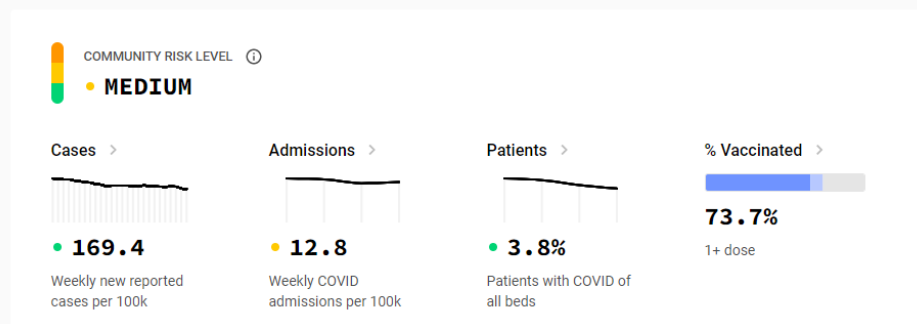 COMMUNITY RISK LEVEL
MEDIUM
Cases
Admissions
Patients
% Vaccinated
169.4
12.8
3.8%
73.7%
Weekly new reported
cases per 100k
Weekly COVID
admissions per 100k
Patients with COVID of
all beds
1+ dose